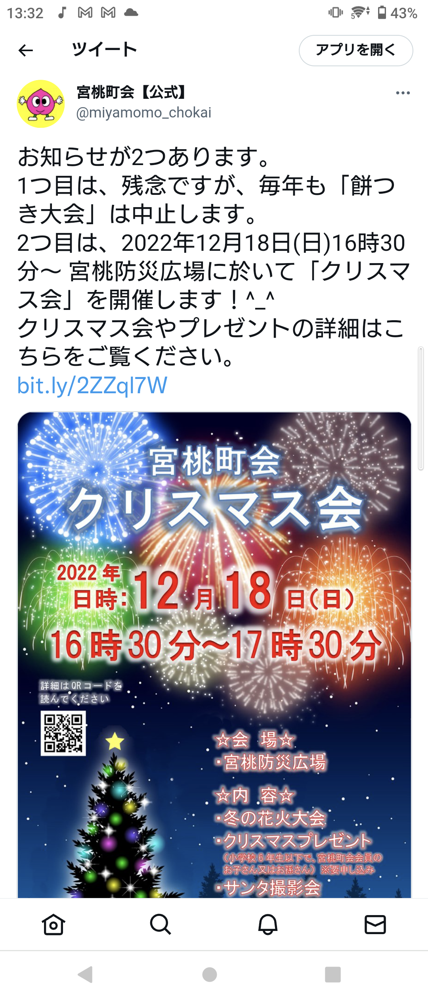 13:32
5
43%
ツイート
アプリを開く
宮桃町会【公式】
@miyamomo_chokai
お知らせが2つあります。
1つ目は、残念ですが、毎年も「餅つ
き大会」は中止します。
2つ目は、2022年12月18日(日)16時30
分〜 宮桃防災広場に於いて「クリスマ
ス会」を開催します！^_^
クリスマス会やプレゼントの詳細はこ
ちらをご覧ください。
bit.ly/2ZZql7W
宮桃町会
クリスマス会
2022年
日時:12月18日(日)
16時30分〜17時30分
詳細はQRコードを
読んでください
☆会 場☆
・宮桃防災広場
☆内 容☆
・冬の花火大会
・クリスマスプレゼント
（小学校6年生以下で、宮桃町会会員の
お子さん又はお孫さん）※要申し込み
・サンタ撮影会